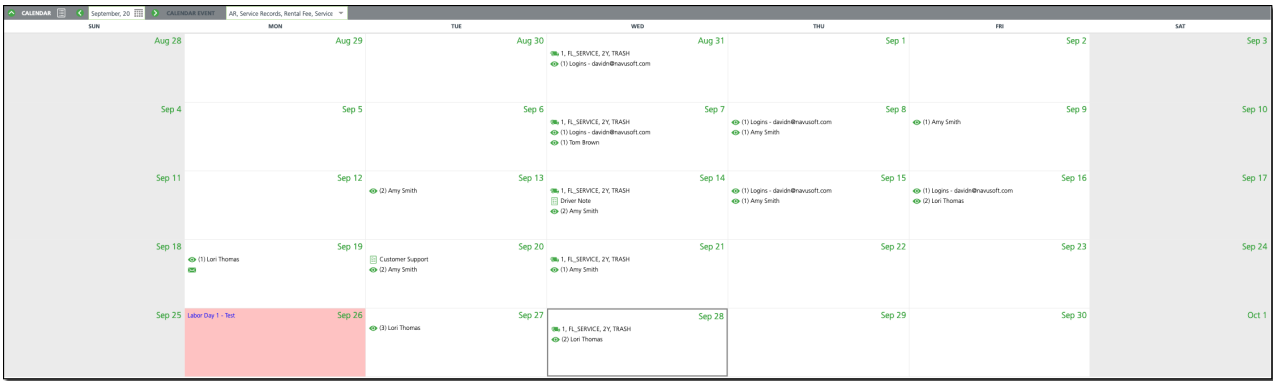 CALENDAR September, 20 CALENDAR EVENT AR, Service Records, Rental Fee, Service
SUN MON TUE WED THU FRI SAT
Aug 28 Aug 29 Aug 30 Aug 31 Sep 1 Sep 2 Sep 3
1, FL_SERVICE, 2Y, TRASH
(1) Logins - davidn@navusoft.com
Sep 4 Sep 5 Sep 6 Sep 7 Sep 8 Sep 9 Sep 10
1, FL_SERVICE, 2Y, TRASH (1) Logins - davidn@navusoft.com (1) Amy Smith
(1) Logins - davidn@navusoft.com (1) Amy Smith
(1) Tom Brown
Sep 11 Sep 12 Sep 13 Sep 14 Sep 15 Sep 16 Sep 17
(2) Amy Smith 1, FL_SERVICE, 2Y, TRASH (1) Logins - davidn@navusoft.com (1) Logins - davidn@navusoft.com
Driver Note (1) Amy Smith (2) Lori Thomas
(2) Amy Smith
Sep 18 Sep 19 Sep 20 Sep 21 Sep 22 Sep 23 Sep 24
(1) Lori Thomas Customer Support 1, FL_SERVICE, 2Y, TRASH
(2) Amy Smith (1) Amy Smith
Sep 25 Labor Day 1 - Test Sep 26 Sep 27 Sep 28 Sep 29 Sep 30 Oct 1
(3) Lori Thomas 1, FL_SERVICE, 2Y, TRASH
(2) Lori Thomas